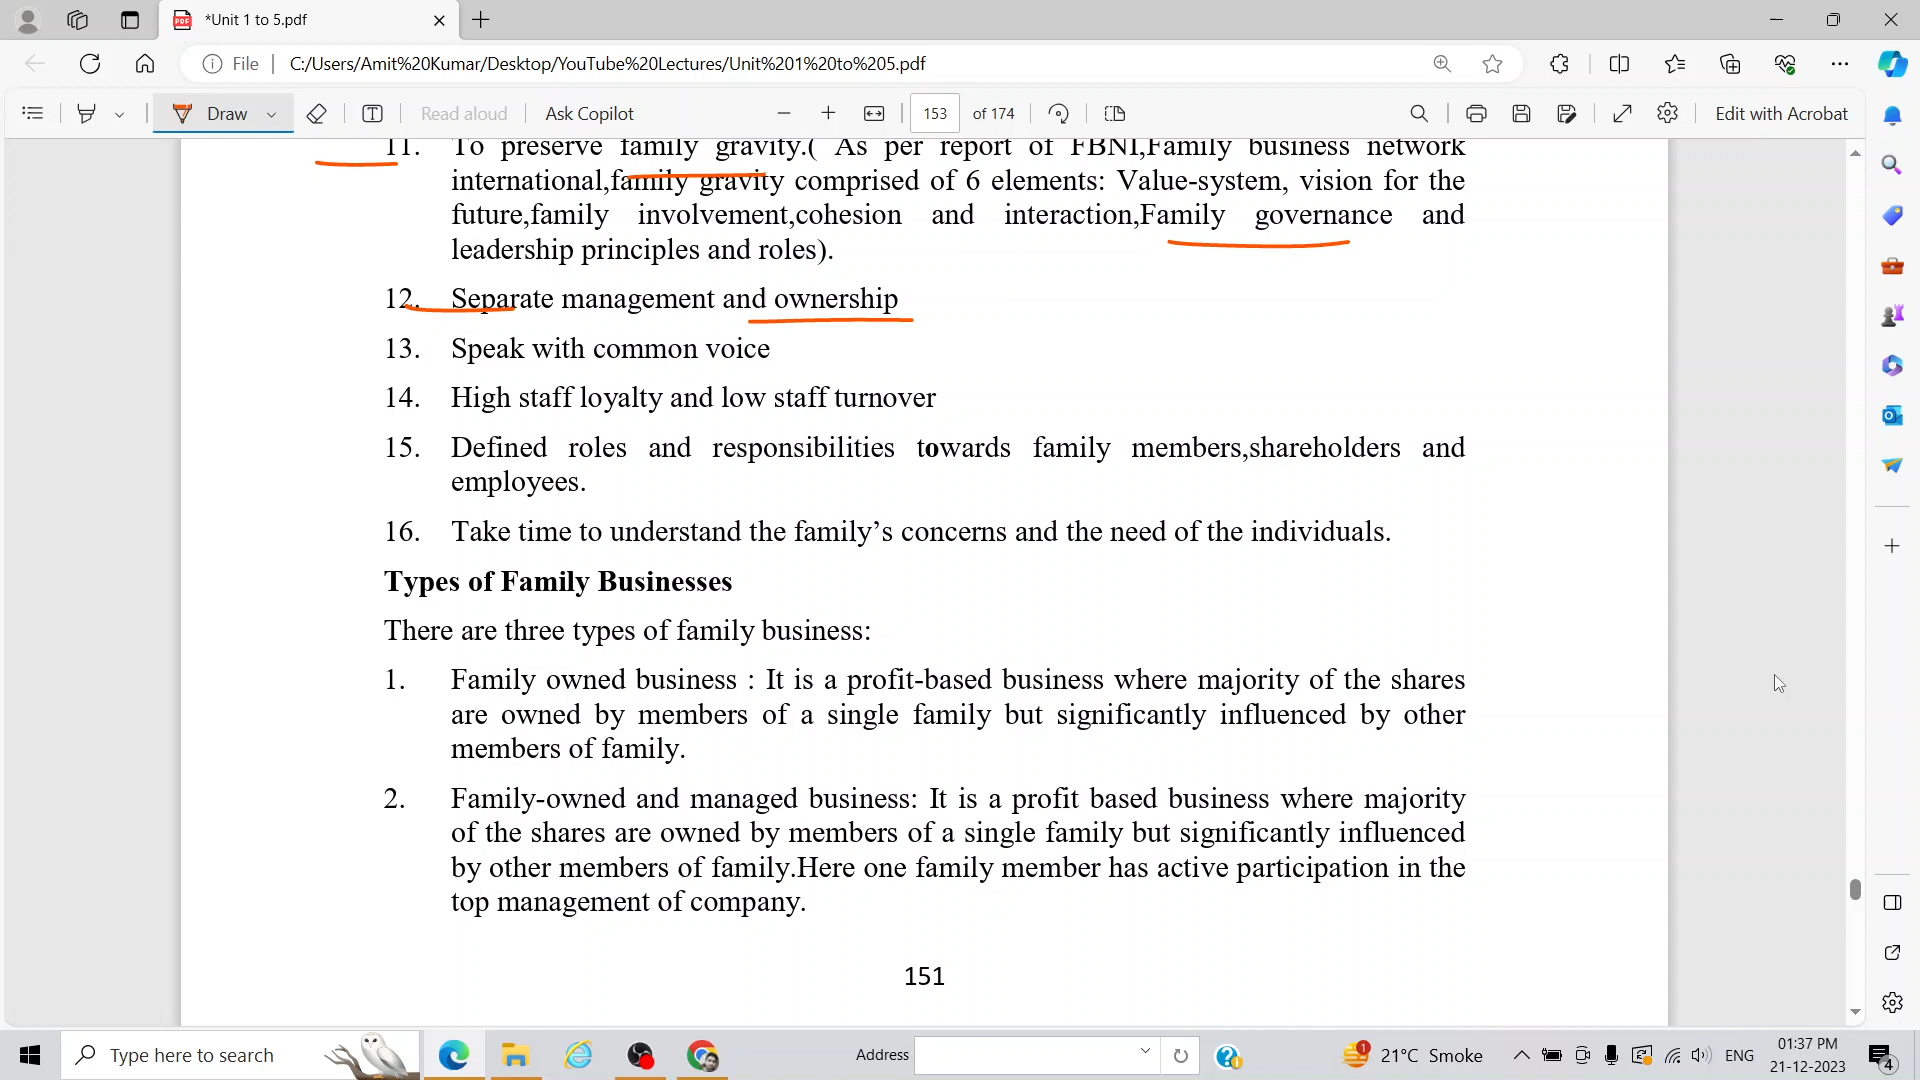 *Unit 1 to 5.pdf
File
C:/Users/Amit%20Kumar/Desktop/YouTube%20Lectures/Unit%201%20to%205.pdf
Draw
Read aloud
Ask Copilot
153 of 174
Edit with Acrobat
11. To preserve family gravity.( As per report of FBNI,Family business network
international,family gravity comprised of 6 elements: Value-system, vision for the
future,family involvement,cohesion and interaction,Family governance and
leadership principles and roles).
12. Separate management and ownership
13. Speak with common voice
14. High staff loyalty and low staff turnover
15. Defined roles and responsibilities towards family members,shareholders and
employees.
16. Take time to understand the family’s concerns and the need of the individuals.
Types of Family Businesses
There are three types of family business:
1. Family owned business : It is a profit-based business where majority of the shares
are owned by members of a single family but significantly influenced by other
members of family.
2. Family-owned and managed business: It is a profit based business where majority
of the shares are owned by members of a single family but significantly influenced
by other members of family.Here one family member has active participation in the
top management of company.
151
Type here to search
Address
1
21°C Smoke
ENG
01:37 PM
21-12-2023
4